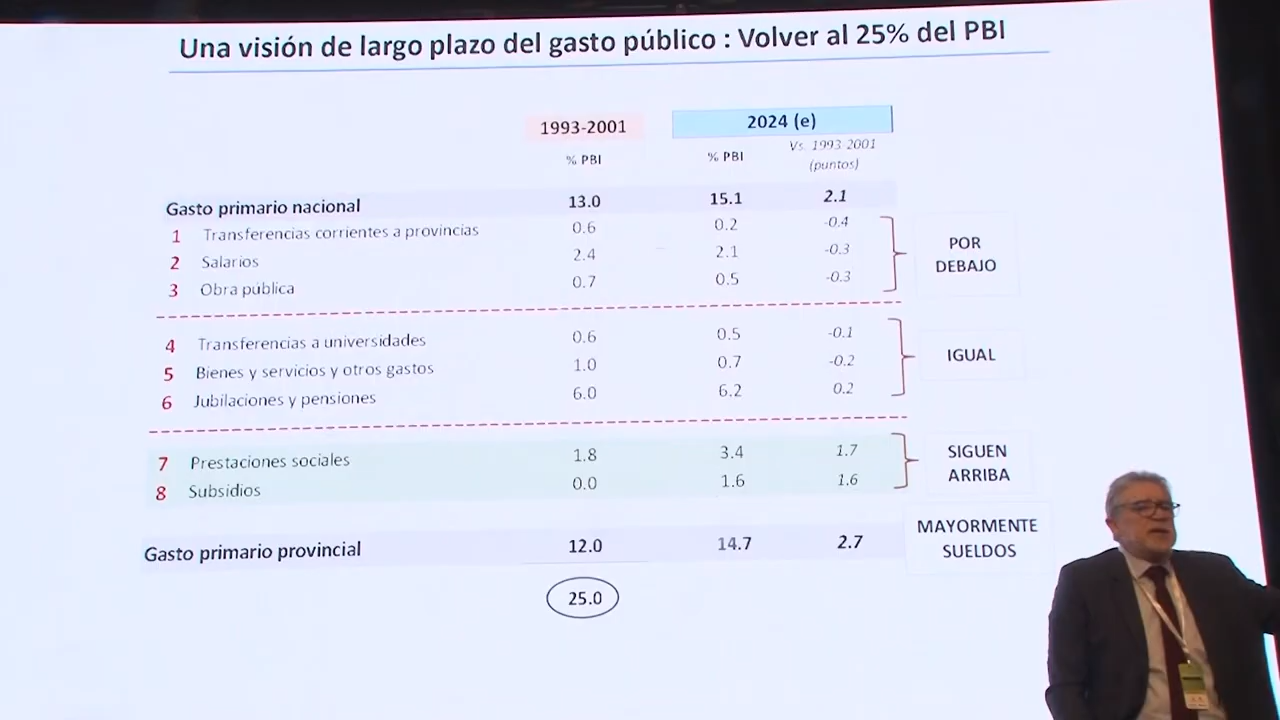 Una visión de largo plazo del gasto público : Volver al 25% del PBI
1993-2001 2024 (e)
% PBI % PBI Vs. 1993-2001 (puntos)
Gasto primario nacional 13.0 15.1 2.1
1 Transferencias corrientes a provincias 0.6 0.2 -0.4
2 Salarios 2.4 2.1 -0.3
3 Obra pública 0.7 0.5 -0.3
POR
DEBAJO
4 Transferencias a universidades 0.6 0.5 -0.1
5 Bienes y servicios y otros gastos 1.0 0.7 -0.2
6 Jubilaciones y pensiones 6.0 6.2 0.2
IGUAL
7 Prestaciones sociales 1.8 3.4 1.7
8 Subsidios 0.0 1.6 1.6
SIGUEN
ARRIBA
Gasto primario provincial 12.0 14.7 2.7
MAYORMENTE
SUELDOS
25.0